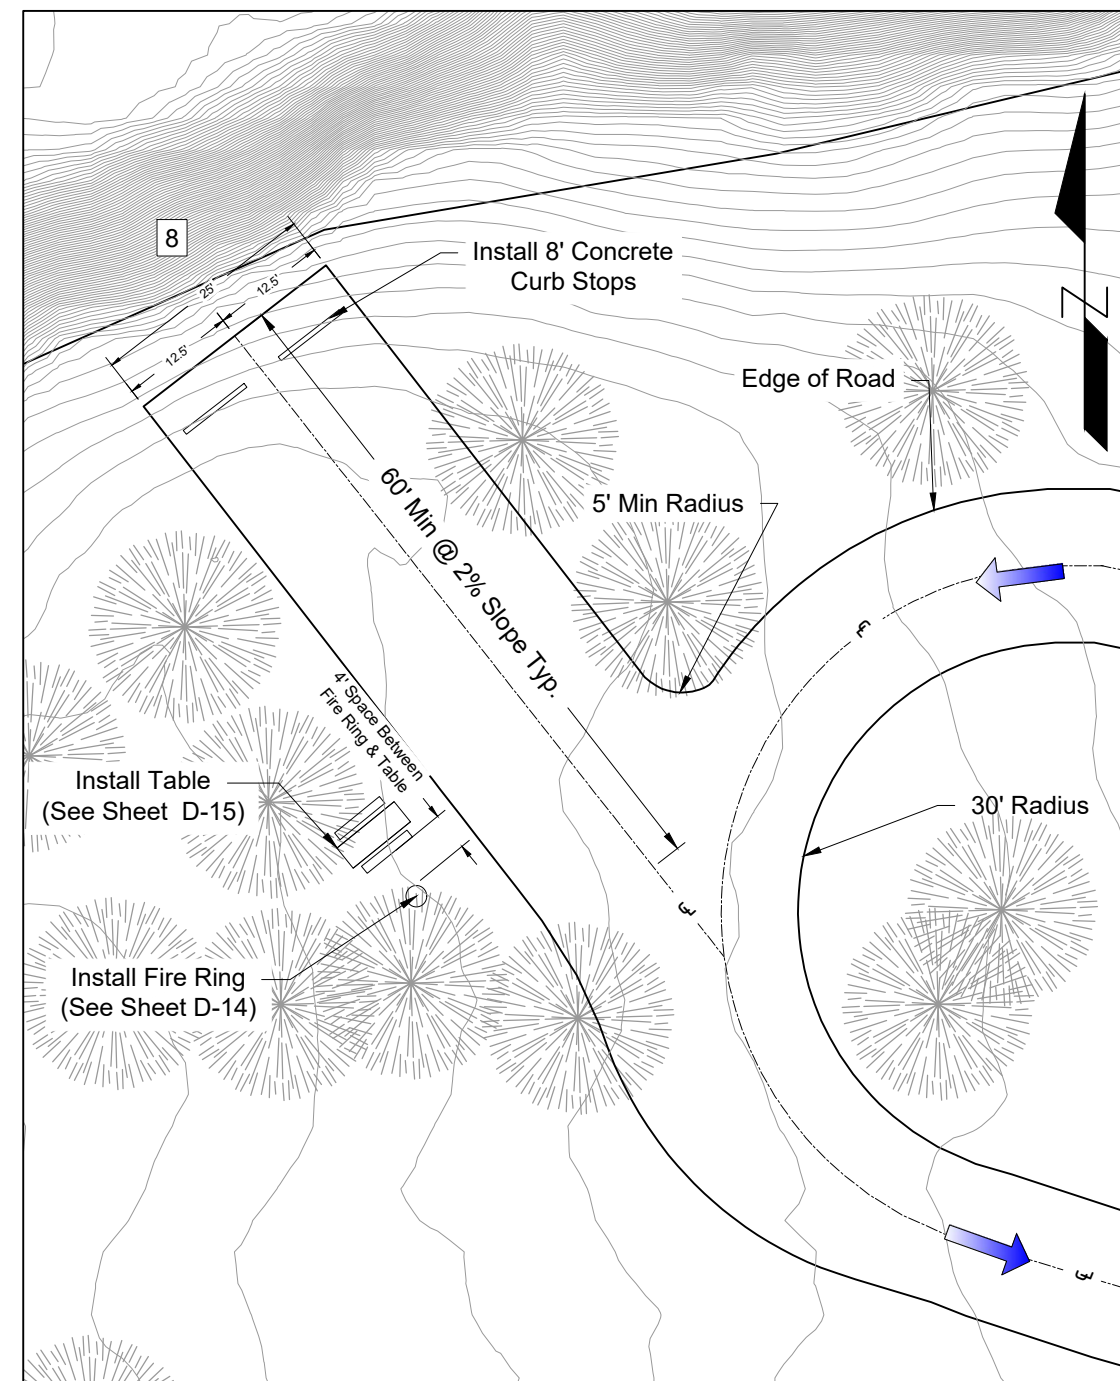 8
25'
12.5'
12.5'
Install 8' Concrete
Curb Stops
Edge of Road
N
5' Min Radius
60' Min @ 2% Slope Typ.
4' Space Between
Fire Ring & Table
Install Table
(See Sheet D-15)
30' Radius
Install Fire Ring
(See Sheet D-14)
℄
℄
℄